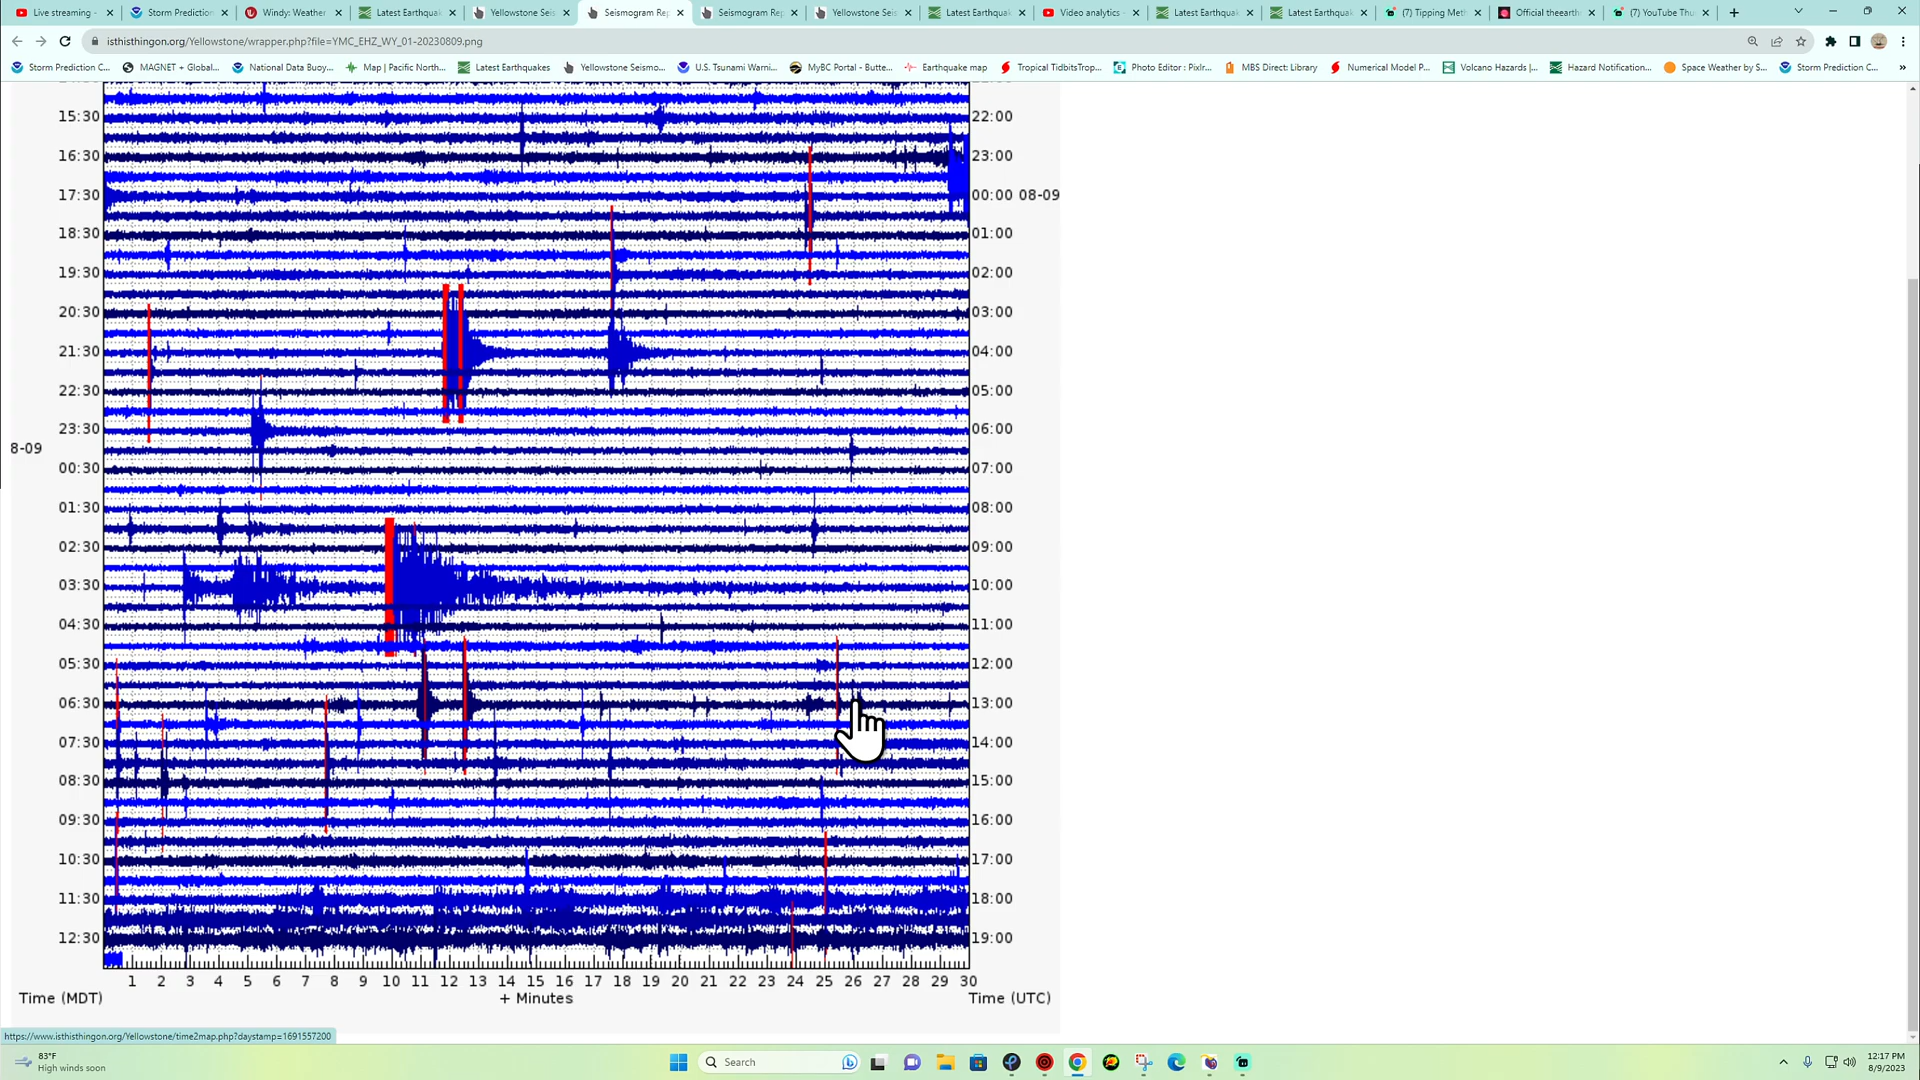 Live streaming -
Storm Prediction
Windy: Weather
Latest Earthquak
Yellowstone Seis
Seismogram Re
Seismogram Re
Yellowstone Se
Latest Earthquak
Video analytics -
Latest Earthquak
Latest Earthquak
(7) Tipping Met
Official theearth
(7) YouTube Thu
isthisthingon.org/Yellowstone/wrapper.php?file=YMC_EHZ_WY_01-20230809.png
Storm Prediction C...
MAGNET + Global...
National Data Buoy...
Map | Pacific North...
Latest Earthquakes
Yellowstone Seismo...
U.S. Tsunami Warni...
MyBC Portal - Butte...
Earthquake map
Tropical TidbitsTrop...
Photo Editor : Pixlr...
MBS Direct: Library
Numerical Model P...
Volcano Hazards |...
Hazard Notification...
Space Weather by S...
Storm Prediction C...
15:30 22:00
16:30 23:00
17:30 00:00 08-09
18:30 01:00
19:30 02:00
20:30 03:00
21:30 04:00
22:30 05:00
23:30 06:00
8-09
00:30 07:00
01:30 08:00
02:30 09:00
03:30 10:00
04:30 11:00
05:30 12:00
06:30 13:00
07:30 14:00
08:30 15:00
09:30 16:00
10:30 17:00
11:30 18:00
12:30 19:00
1 2 3 4 5 6 7 8 9 10 11 12 13 14 15 16 17 18 19 20 21 22 23 24 25 26 27 28 29 30
Time (MDT) + Minutes Time (UTC)
https://www.isthisthingon.org/Yellowstone/time2map.php?daystamp=1691557200
83°F
High winds soon
Search
12:17 PM
8/9/2023